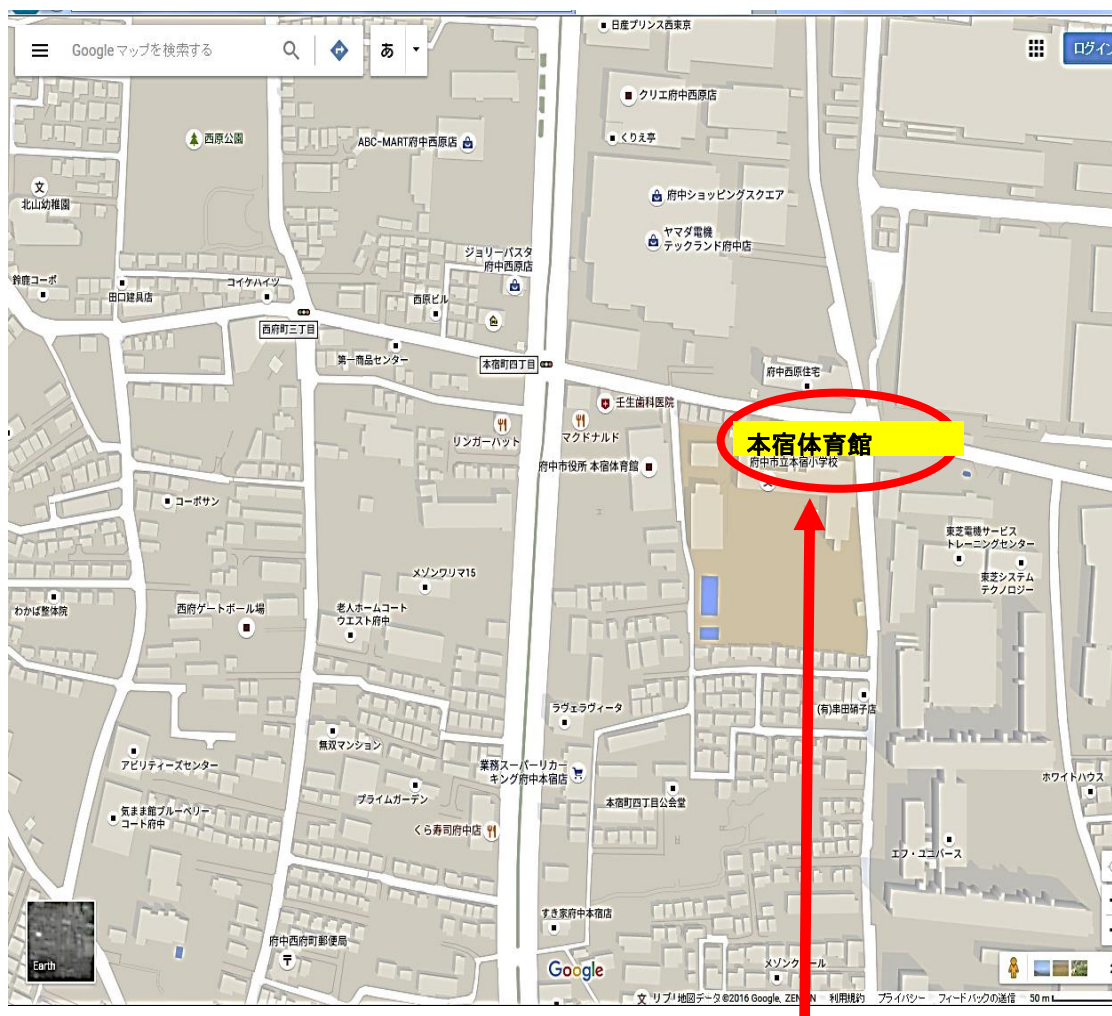 日産プリンス西東京
Googleマップを検索する
あ
クリエ府中西原店
くりえ亭
西原公園
ABC-MART府中西原店
文
北山幼稚園
府中ショッピングスクエア
ヤマダ電機
テックランド府中店
ジョリーパスタ
府中西原店
鈴鹿コーポ
田口建具店
コイケハイツ
西原ビル
西府町三丁目
第一商品センター
本宿町四丁目
府中西原住宅
壬生歯科医院
リンガーハット
マクドナルド
本宿体育館
府中市役所 本宿体育館
府中市立本宿小学校
コーポサン
東芝電機サービス
トレーニングセンター
メゾンワリマ15
東芝システム
テクノロジー
わかば整体院
西府ゲートボール場
老人ホームコート
ウエスト府中
ラヴェラヴィータ
(有)串田硝子店
無双マンション
アビリティーズセンター
業務スーパーリカー
キング府中本宿店
ホワイトハウス
プライムガーデン
本宿町四丁目公会堂
気まま館ブルーベリー
コート府中
くら寿司府中店
エフ・ユニバース
すき家府中本宿店
府中西府町郵便局
〒
Earth
Google
文
地図データ ©2016 Google,
利用規約
プライバシー
フィードバックの送信
50 m